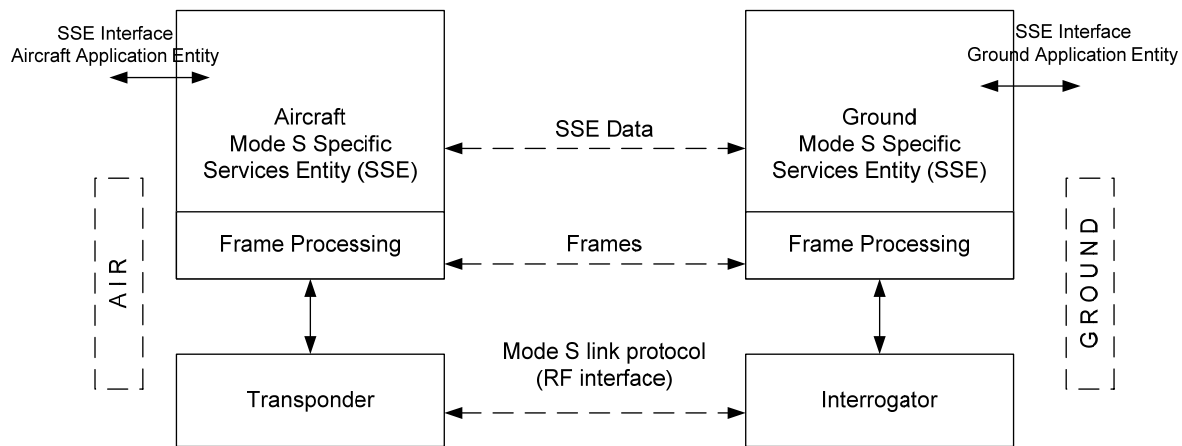 SSE Interface
Aircraft Application Entity
SSE Interface
Ground Application Entity
Aircraft
Mode S Specific
Services Entity (SSE)
SSE Data
Ground
Mode S Specific
Services Entity (SSE)
Frame Processing
Frames
Frame Processing
AIR
GROUND
Mode S link protocol
(RF interface)
Transponder
Interrogator